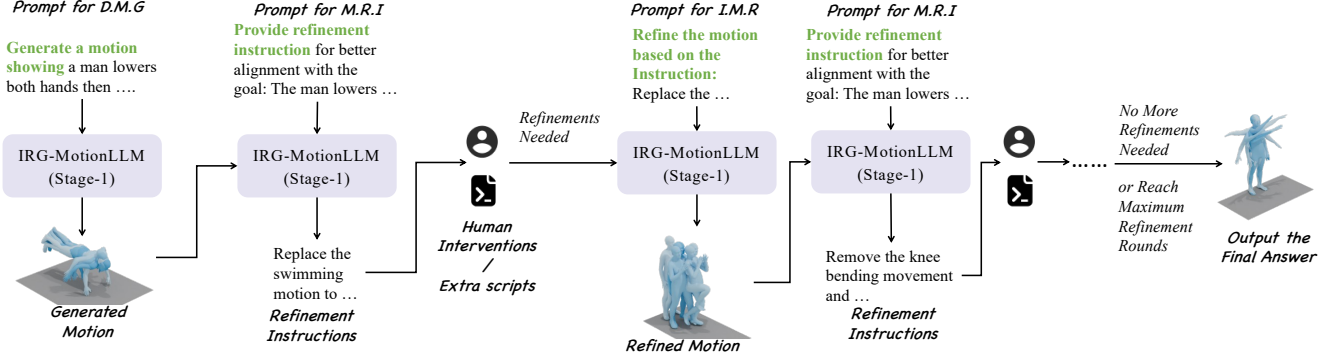 Prompt for D.M.G
Generate a motion
showing a man lowers
both hands then ….
IRG-MotionLLM
(Stage-1)
Generated
Motion
Prompt for M.R.I
Provide refinement
instruction for better
alignment with the
goal: The man lowers …
IRG-MotionLLM
(Stage-1)
Replace the
swimming
motion to …
Refinement
Instructions
Human
Interventions
/
Extra scripts
Refinements
Needed
Prompt for I.M.R
Refine the motion
based on the
Instruction:
Replace the …
IRG-MotionLLM
(Stage-1)
Refined Motion
Prompt for M.R.I
Provide refinement
instruction for better
alignment with the
goal: The man lowers …
IRG-MotionLLM
(Stage-1)
Remove the knee
bending movement
and …
Refinement
Instructions
……
No More
Refinements
Needed
or Reach
Maximum
Refinement
Rounds
Output the
Final Answer